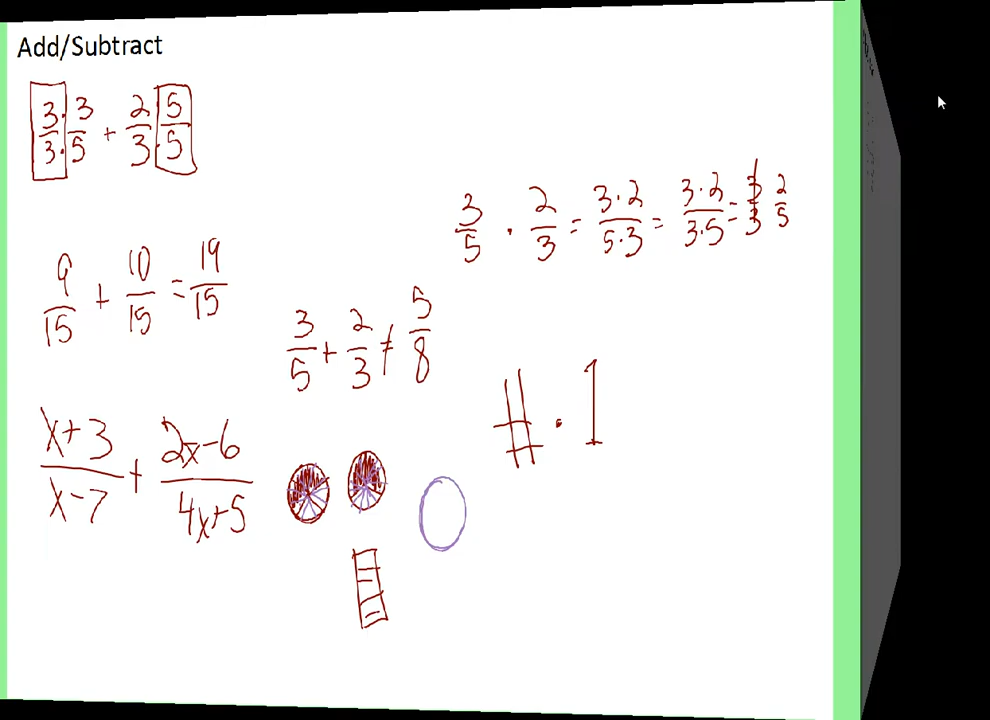 Add/Subtract
3/3 · 3/5 + 2/3 · 5/5
3/5 · 2/3 = 3·2/5·3 = 3·2/3·5 = 3/3 2/5
9/15 + 10/15 = 19/15
3/5 + 2/3 ≠ 5/8
# · 1
x+3/x-7 + 2x-6/4x+5